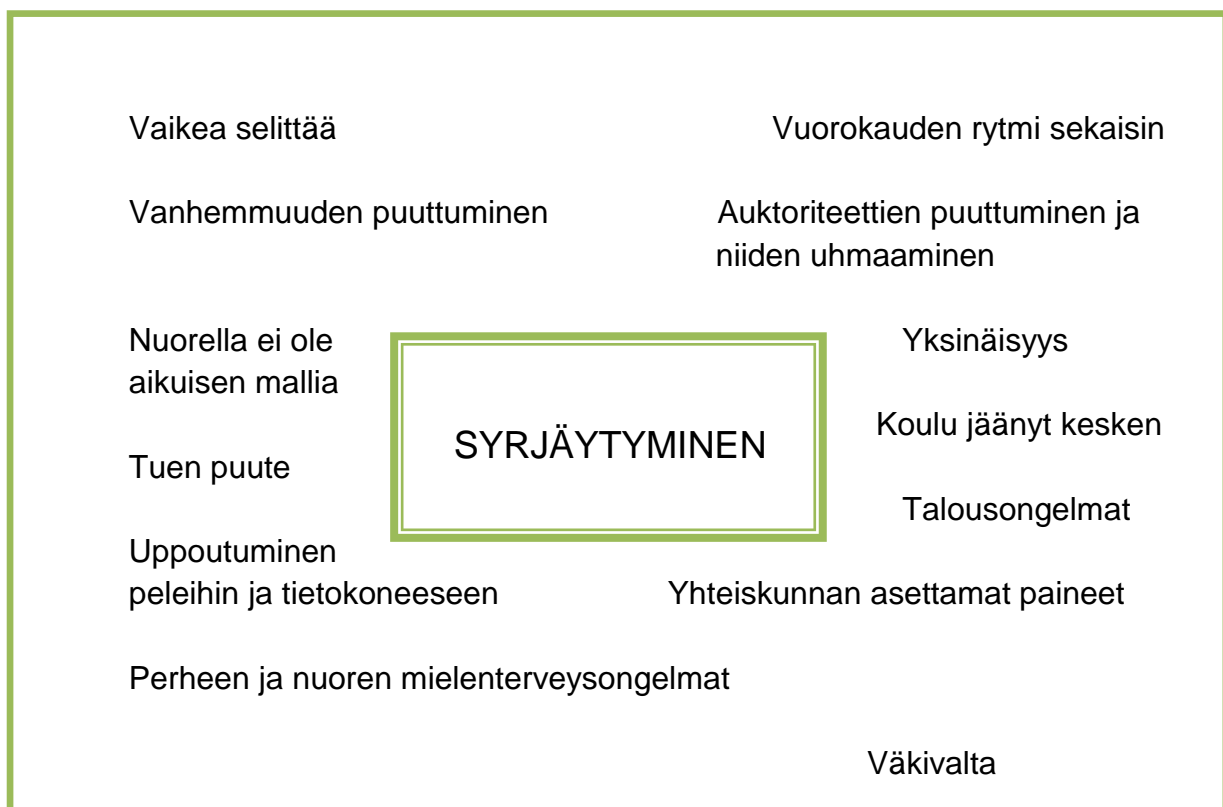 Vaikea selittää
Vuorokauden rytmi sekaisin
Vanhemmuuden puuttuminen
Auktoriteettien puuttuminen ja
niiden uhmaaminen
Nuorella ei ole
aikuisen mallia
Yksinäisyys
SYRJÄYTYMINEN
Koulu jäänyt kesken
Tuen puute
Talousongelmat
Uppoutuminen
peleihin ja tietokoneeseen
Yhteiskunnan asettamat paineet
Perheen ja nuoren mielenterveysongelmat
Väkivalta